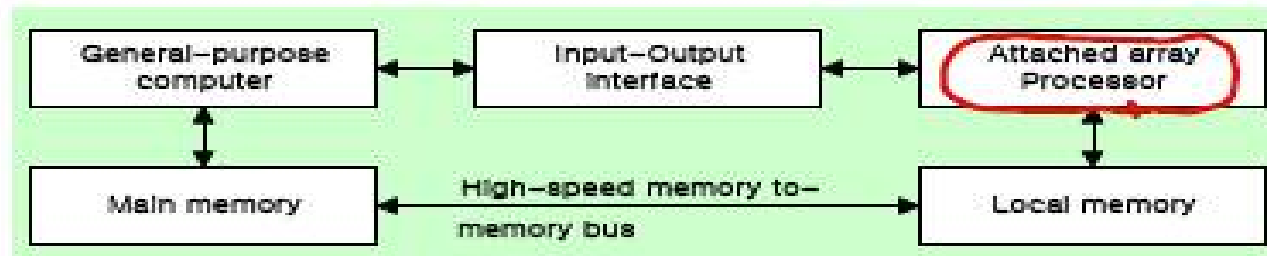 General-purpose
computer
Input-Output
Interface
Attached array
Processor
Main memory
High-speed memory to-
memory bus
Local memory